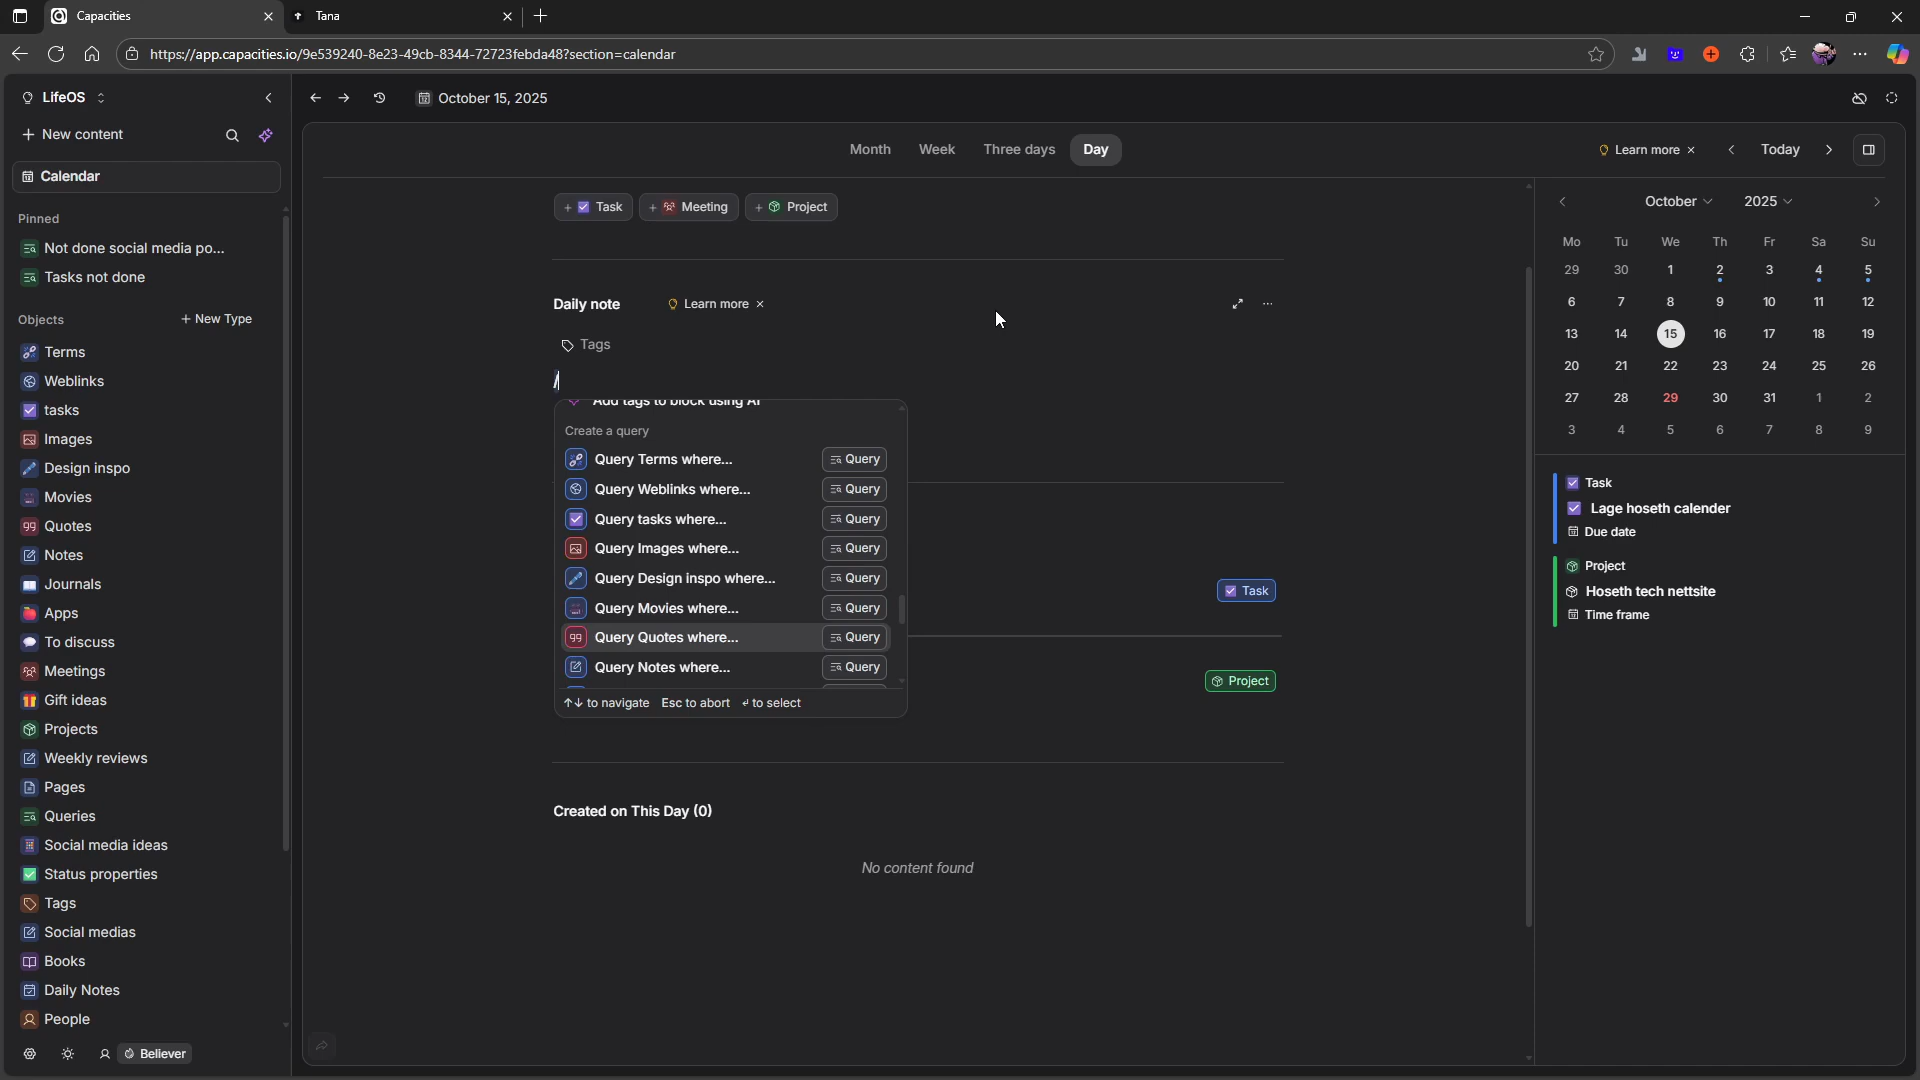 Capacities
Tana
https://app.capacities.io/9e539240-8e23-49cb-8344-72723febda48?section=calendar
LifeOS
October 15, 2025
New content
Calendar
Pinned
Not done social media po...
Tasks not done
Objects
+ New Type
Terms
Weblinks
tasks
Images
Design inspo
Movies
Quotes
Notes
Journals
Apps
To discuss
Meetings
Gift ideas
Projects
Weekly reviews
Pages
Queries
Social media ideas
Status properties
Tags
Social medias
Books
Daily Notes
People
Believer
Month Week Three days Day
Learn more
Today
+ Task
+ Meeting
+ Project
Daily note
Learn more
Tags
/
Add tags to block using AI
Create a query
Query Terms where... Query
Query Weblinks where... Query
Query tasks where... Query
Query Images where... Query
Query Design inspo where... Query
Query Movies where... Query
Query Quotes where... Query
Query Notes where... Query
↑↓ to navigate Esc to abort ↵ to select
Task
Project
Created on This Day (0)
No content found
October 2025
Mo Tu We Th Fr Sa Su
29 30 1 2 3 4 5
6 7 8 9 10 11 12
13 14 15 16 17 18 19
20 21 22 23 24 25 26
27 28 29 30 31 1 2
3 4 5 6 7 8 9
Task
Lage hoseth calender
Due date
Project
Hoseth tech nettsite
Time frame